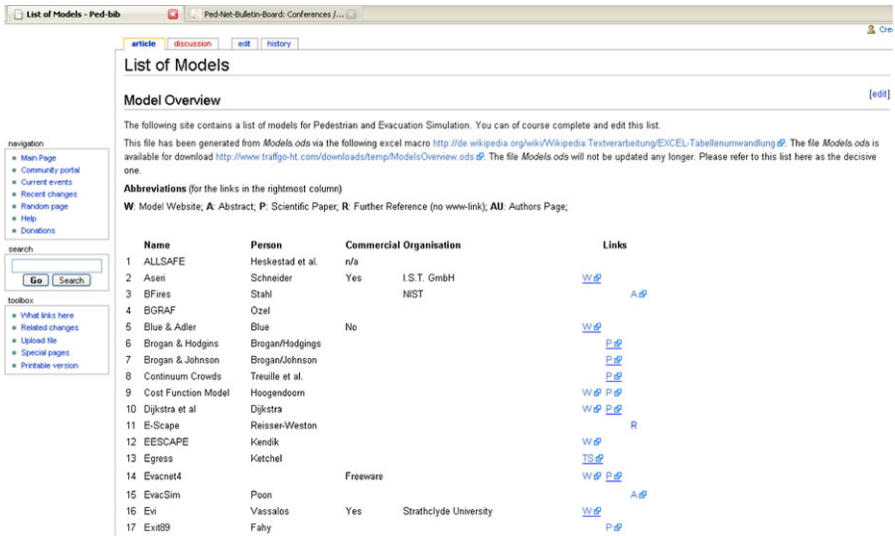 List of Models - Ped-bib
Ped-Net-Bulletin-Board: Conferences /...
Cre
article discussion edit history
List of Models
Model Overview [edit]
The following site contains a list of models for Pedestrian and Evacuation Simulation. You can of course complete and edit this list.
This file has been generated from Models.ods via the following excel macro http://de.wikipedia.org/wiki/Wikipedia:Textverarbeitung/EXCEL-Tabellenumwandlung. The file Models.ods is
available for download http://www.traffgo-ht.com/downloads/temp/ModelsOverview.ods. The file Models.ods will not be updated any longer. Please refer to this list here as the decisive
one.
Abbreviations (for the links in the rightmost column)
W: Model Website; A: Abstract; P: Scientific Paper; R: Further Reference (no www-link); AU: Authors Page;
navigation
Main Page
Community portal
Current events
Recent changes
Random page
Help
Donations
search
Go Search
toolbox
What links here
Related changes
Upload file
Special pages
Printable version
Name Person Commercial Organisation Links
1 ALLSAFE Heskestad et al. n/a
2 Aseri Schneider Yes I.S.T. GmbH W
3 BFires Stahl NIST A
4 BGRAF Ozel
5 Blue & Adler Blue No W
6 Brogan & Hodgins Brogan/Hodgings P
7 Brogan & Johnson Brogan/Johnson P
8 Continuum Crowds Treuille et al. P
9 Cost Function Model Hoogendoorn W P
10 Dijkstra et al Dijkstra W P
11 E-Scape Reisser-Weston R
12 EESCAPE Kendik W
13 Egress Ketchel TS
14 Evacnet4 Freeware W P
15 EvacSim Poon A
16 Evi Vassalos Yes Strathclyde University W
17 Exit89 Fahy P